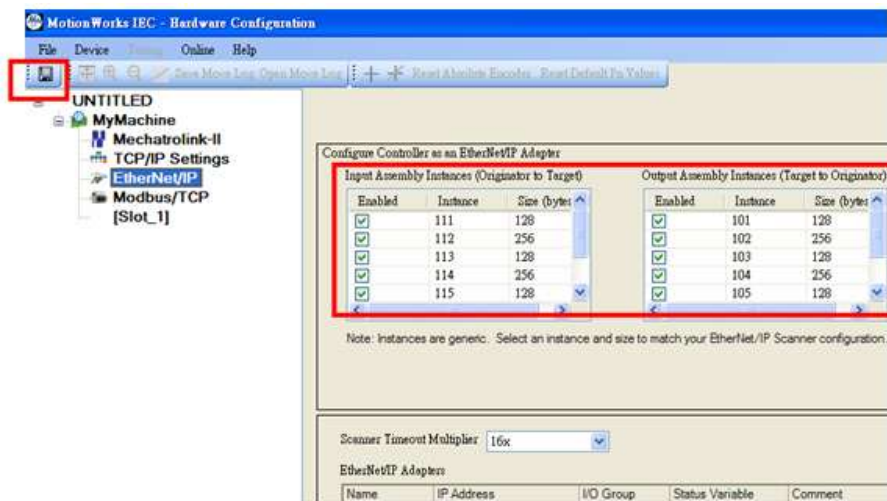 MotionWorks IEC - Hardware Configuration
File Device Online Help
Save Move Log Open Move Log Reset Absolute Encoder Reset Default Pn Values
UNTITLED
MyMachine
Mechatrolink-II
TCP/IP Settings
EtherNet/IP
Modbus/TCP
[Slot_1]
Configure Controller as an EtherNet/IP Adapter
Input Assembly Instances (Originator to Target) Output Assembly Instances (Target to Originator)
Enabled Instance Size (bytes Enabled Instance Size (bytes
111 128 101 128
112 256 102 256
113 128 103 128
114 256 104 256
115 128 105 128
Note: Instances are generic. Select an instance and size to match your EtherNet/IP Scanner configuration.
Scanner Timeout Multiplier 16x
EtherNet/IP Adapters
Name IP Address I/O Group Status Variable Comment